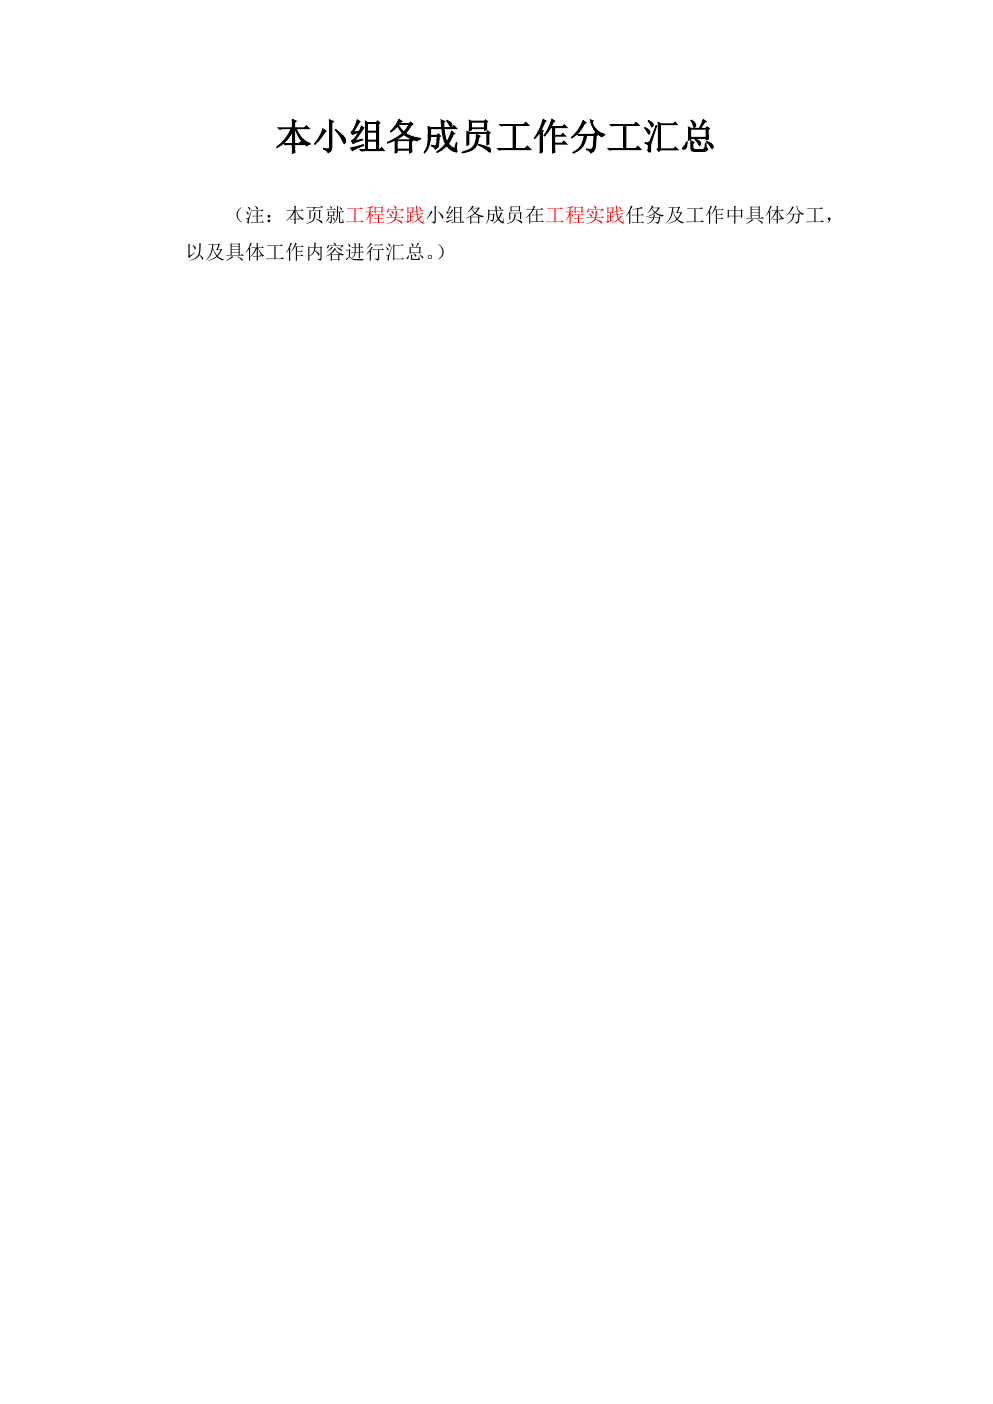 本小组各成员工作分工汇总
（注：本页就工程实践小组各成员在工程实践任务及工作中具体分工，
以及具体工作内容进行汇总。）